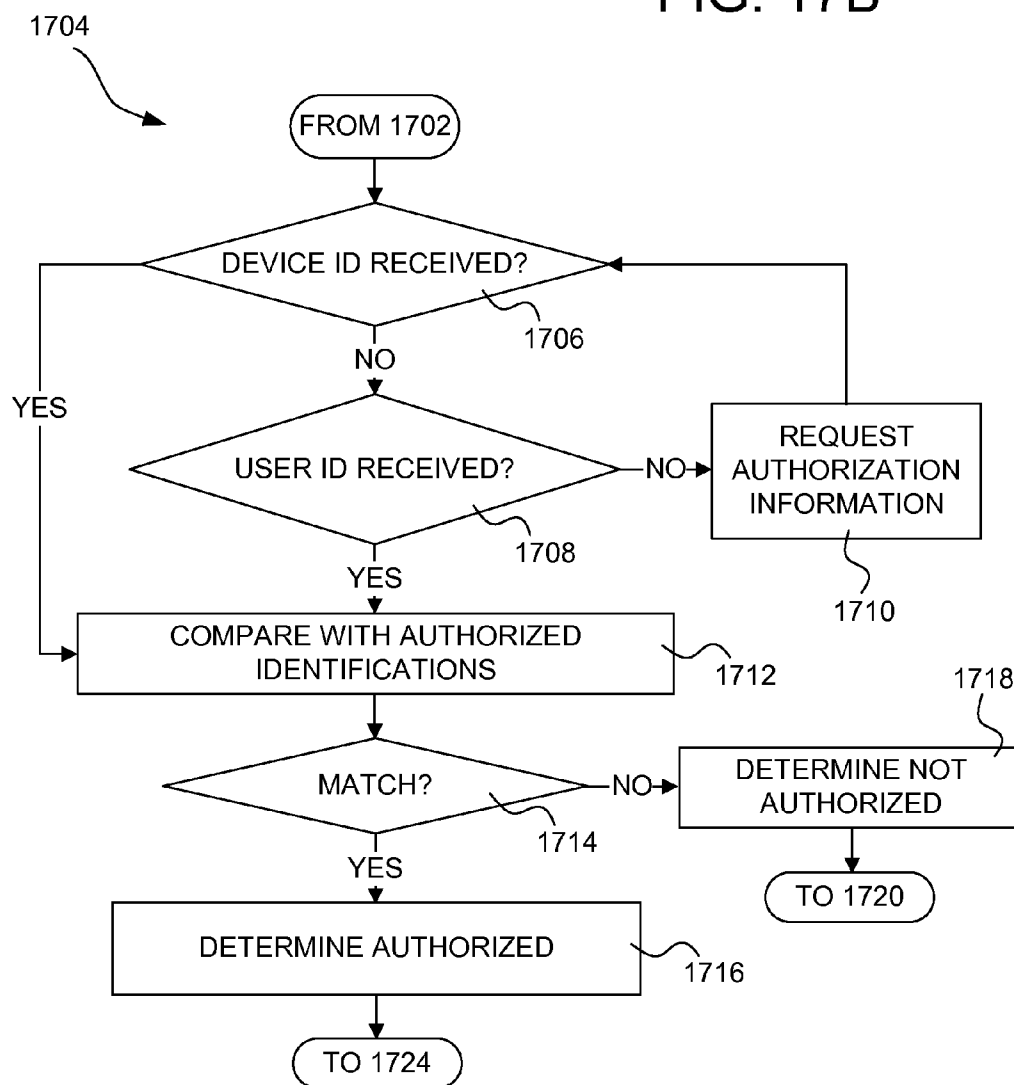 FIG. 17B
1704
FROM 1702
DEVICE ID RECEIVED?
1706
NO
YES
USER ID RECEIVED?
NO
REQUEST
AUTHORIZATION
INFORMATION
1708
1710
YES
COMPARE WITH AUTHORIZED
IDENTIFICATIONS
1712
1718
MATCH?
NO
DETERMINE NOT
AUTHORIZED
1714
YES
TO 1720
DETERMINE AUTHORIZED
1716
TO 1724